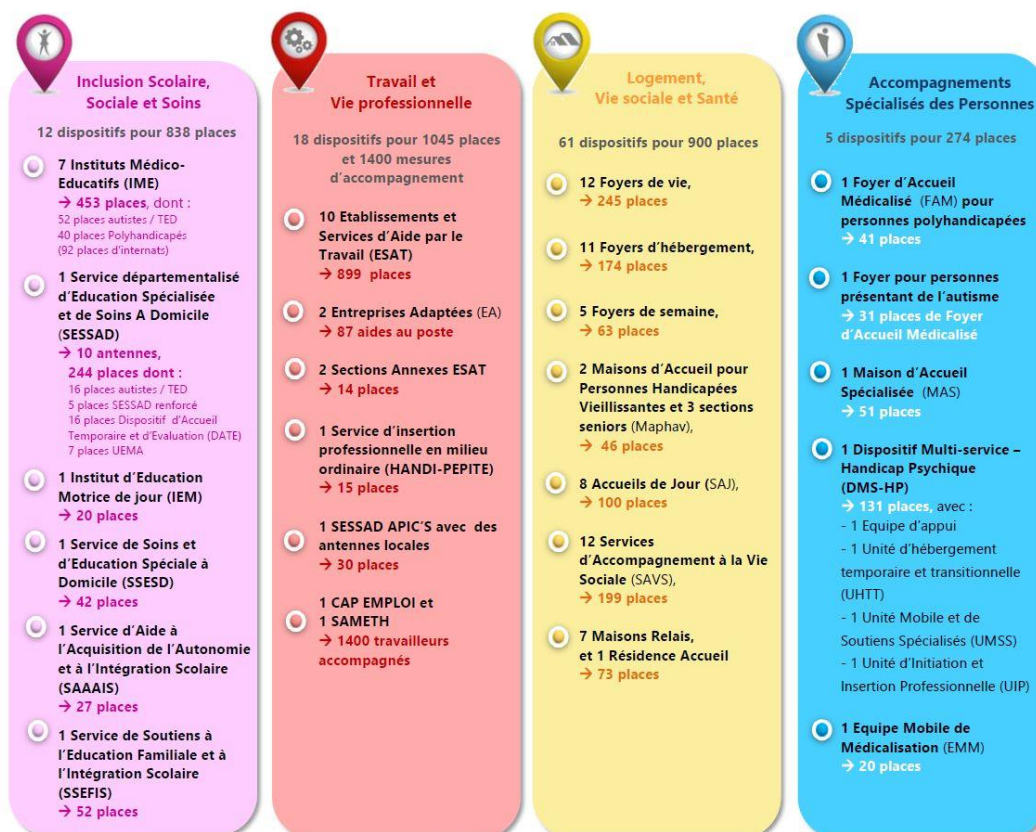 Inclusion Scolaire,
Sociale et Soins
12 dispositifs pour 838 places
7 Instituts Médico-
Educatifs (IME)
→ 453 places, dont :
52 places autistes / TED
40 places Polyhandicapés
(92 places d'internats)
1 Service départementalisé
d'Education Spécialisée
et de Soins A Domicile
(SESSAD)
→ 10 antennes,
244 places dont :
16 places autistes / TED
5 places SESSAD renforcé
16 places Dispositif d'Accueil
Temporaire et d'Evaluation (DATE)
7 places UEMA
1 Institut d'Education
Motrice de jour (IEM)
→ 20 places
1 Service de Soins et
d'Education Spéciale à
Domicile (SSESD)
→ 42 places
1 Service d'Aide à
l'Acquisition de l'Autonomie
et à l'Intégration Scolaire
(SAAAIS)
→ 27 places
1 Service de Soutiens à
l'Education Familiale et à
l'Intégration Scolaire
(SSEFIS)
→ 52 places
Travail et
Vie professionnelle
18 dispositifs pour 1045 places
et 1400 mesures
d'accompagnement
10 Etablissements et
Services d'Aide par le
Travail (ESAT)
→ 899 places
2 Entreprises Adaptées (EA)
→ 87 aides au poste
2 Sections Annexes ESAT
→ 14 places
1 Service d'insertion
professionnelle en milieu
ordinaire (HANDI-PEPITE)
→ 15 places
1 SESSAD APIC'S avec des
antennes locales
→ 30 places
1 CAP EMPLOI et
1 SAMETH
→ 1400 travailleurs
accompagnés
Logement,
Vie sociale et Santé
61 dispositifs pour 900 places
12 Foyers de vie,
→ 245 places
11 Foyers d'hébergement,
→ 174 places
5 Foyers de semaine,
→ 63 places
2 Maisons d'Accueil pour
Personnes Handicapées
Vieillissantes et 3 sections
seniors (Maphav),
→ 46 places
8 Accueils de Jour (SAJ),
→ 100 places
12 Services
d'Accompagnement à la Vie
Sociale (SAVS),
→ 199 places
7 Maisons Relais,
et 1 Résidence Accueil
→ 73 places
Accompagnements
Spécialisés des Personnes
5 dispositifs pour 274 places
1 Foyer d'Accueil
Médicalisé (FAM) pour
personnes polyhandicapées
→ 41 places
1 Foyer pour personnes
présentant de l'autisme
→ 31 places de Foyer
d'Accueil Médicalisé
1 Maison d'Accueil
Spécialisée (MAS)
→ 51 places
1 Dispositif Multi-service –
Handicap Psychique
(DMS-HP)
→ 131 places, avec :
- 1 Equipe d'appui
- 1 Unité d'hébergement
temporaire et transitionnelle
(UHTT)
- 1 Unité Mobile et de
Soutiens Spécialisés (UMSS)
- 1 Unité d'Initiation et
Insertion Professionnelle (UIP)
1 Equipe Mobile de
Médicalisation (EMM)
→ 20 places